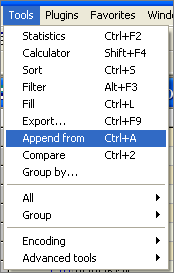 Tools Plugins Favorites
Statistics Ctrl+F2
Calculator Shift+F4
Sort Ctrl+S
Filter Alt+F3
Fill Ctrl+L
Export... Ctrl+F9
Append from Ctrl+A
Compare Ctrl+2
Group by...
All
Group
Encoding
Advanced tools